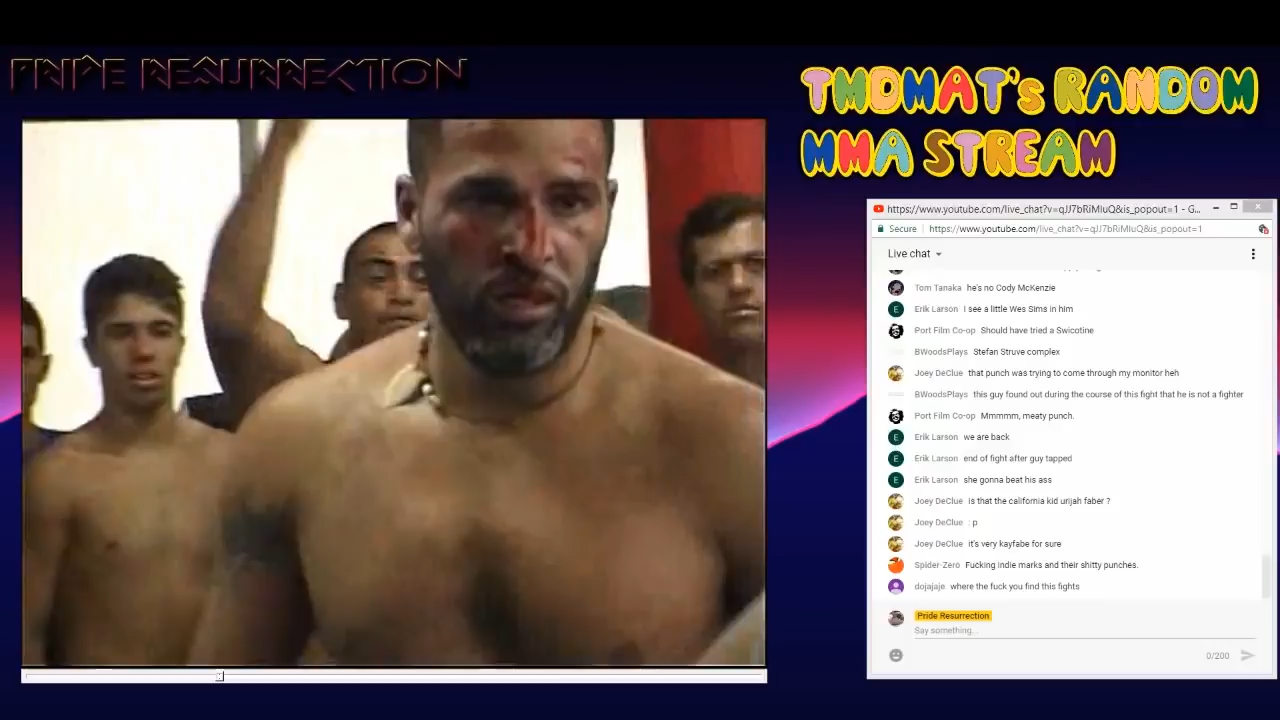 PRIDE RESURRECTION
TMDMAT's RANDOM
MMA STREAM
https://www.youtube.com/live_chat?v=qJJ7bRiMIuQ&is_popout=1 - G...
Secure https://www.youtube.com/live_chat?v=qJJ7bRiMIuQ&is_popout=1
Live chat
Tom Tanaka he's no Cody McKenzie
Erik Larson I see a little Wes Sims in him
Port Film Co-op Should have tried a Swicotine
BWoodsPlays Stefan Struve complex
Joey DeClue that punch was trying to come through my monitor heh
BWoodsPlays this guy found out during the course of this fight that he is not a fighter
Port Film Co-op Mmmmm, meaty punch.
E Erik Larson we are back
E Erik Larson end of fight after guy tapped
E Erik Larson she gonna beat his ass
Joey DeClue Is that the california kid urijah faber ?
Joey DeClue : p
Joey DeClue it's very kayfabe for sure
Spider-Zero Fucking indie marks and their shitty punches.
dojajaje. where the fuck you find this fights
Pride Resurrection
Say something...
0/200